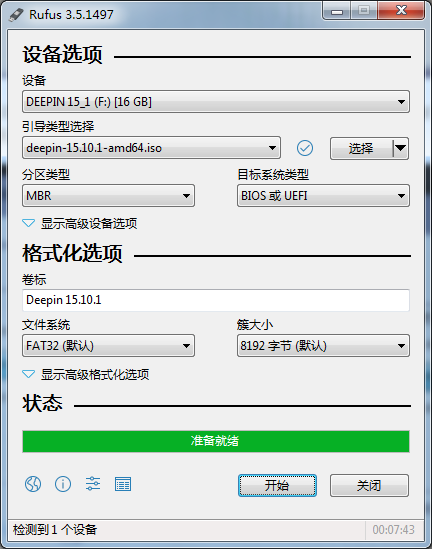 Rufus 3.5.1497
设备选项
设备
DEEPIN 15_1 (F:) [16 GB]
引导类型选择
deepin-15.10.1-amd64.iso
选择
分区类型
目标系统类型
MBR
BIOS 或 UEFI
显示高级设备选项
格式化选项
卷标
Deepin 15.10.1
文件系统
簇大小
FAT32 (默认)
8192 字节 (默认)
显示高级格式化选项
状态
准备就绪
开始
关闭
检测到 1 个设备
00:07:43